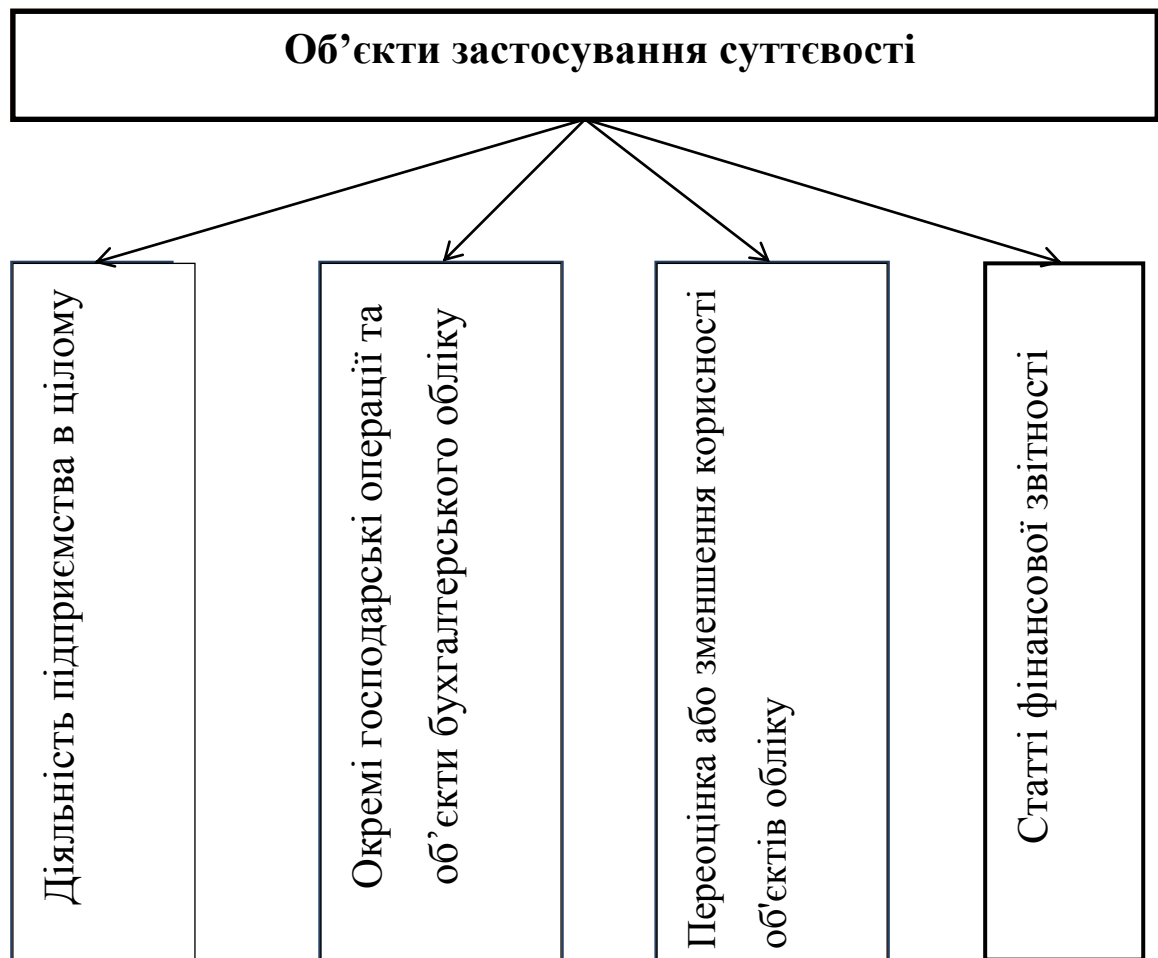 Об’єкти застосування суттєвості
Діяльність підприємства в цілому
Окремі господарські операції та
об’єкти бухгалтерського обліку
Переоцінка або зменшення корисності
об'єктів обліку
Статті фінансової звітності